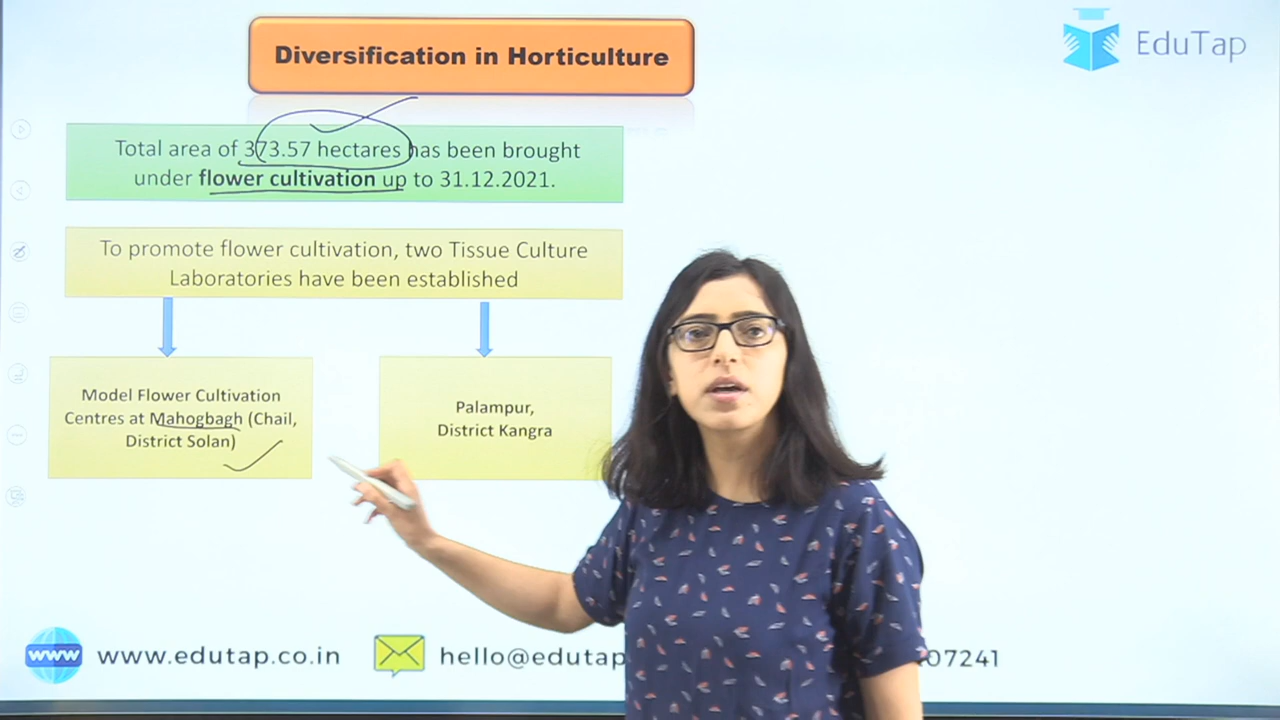 Diversification in Horticulture
EduTap
Total area of 373.57 hectares has been brought
under flower cultivation up to 31.12.2021.
To promote flower cultivation, two Tissue Culture
Laboratories have been established
Model Flower Cultivation
Centres at Mahogbagh (Chail,
District Solan)
Palampur,
District Kangra
www
www.edutap.co.in
hello@edutap
07241